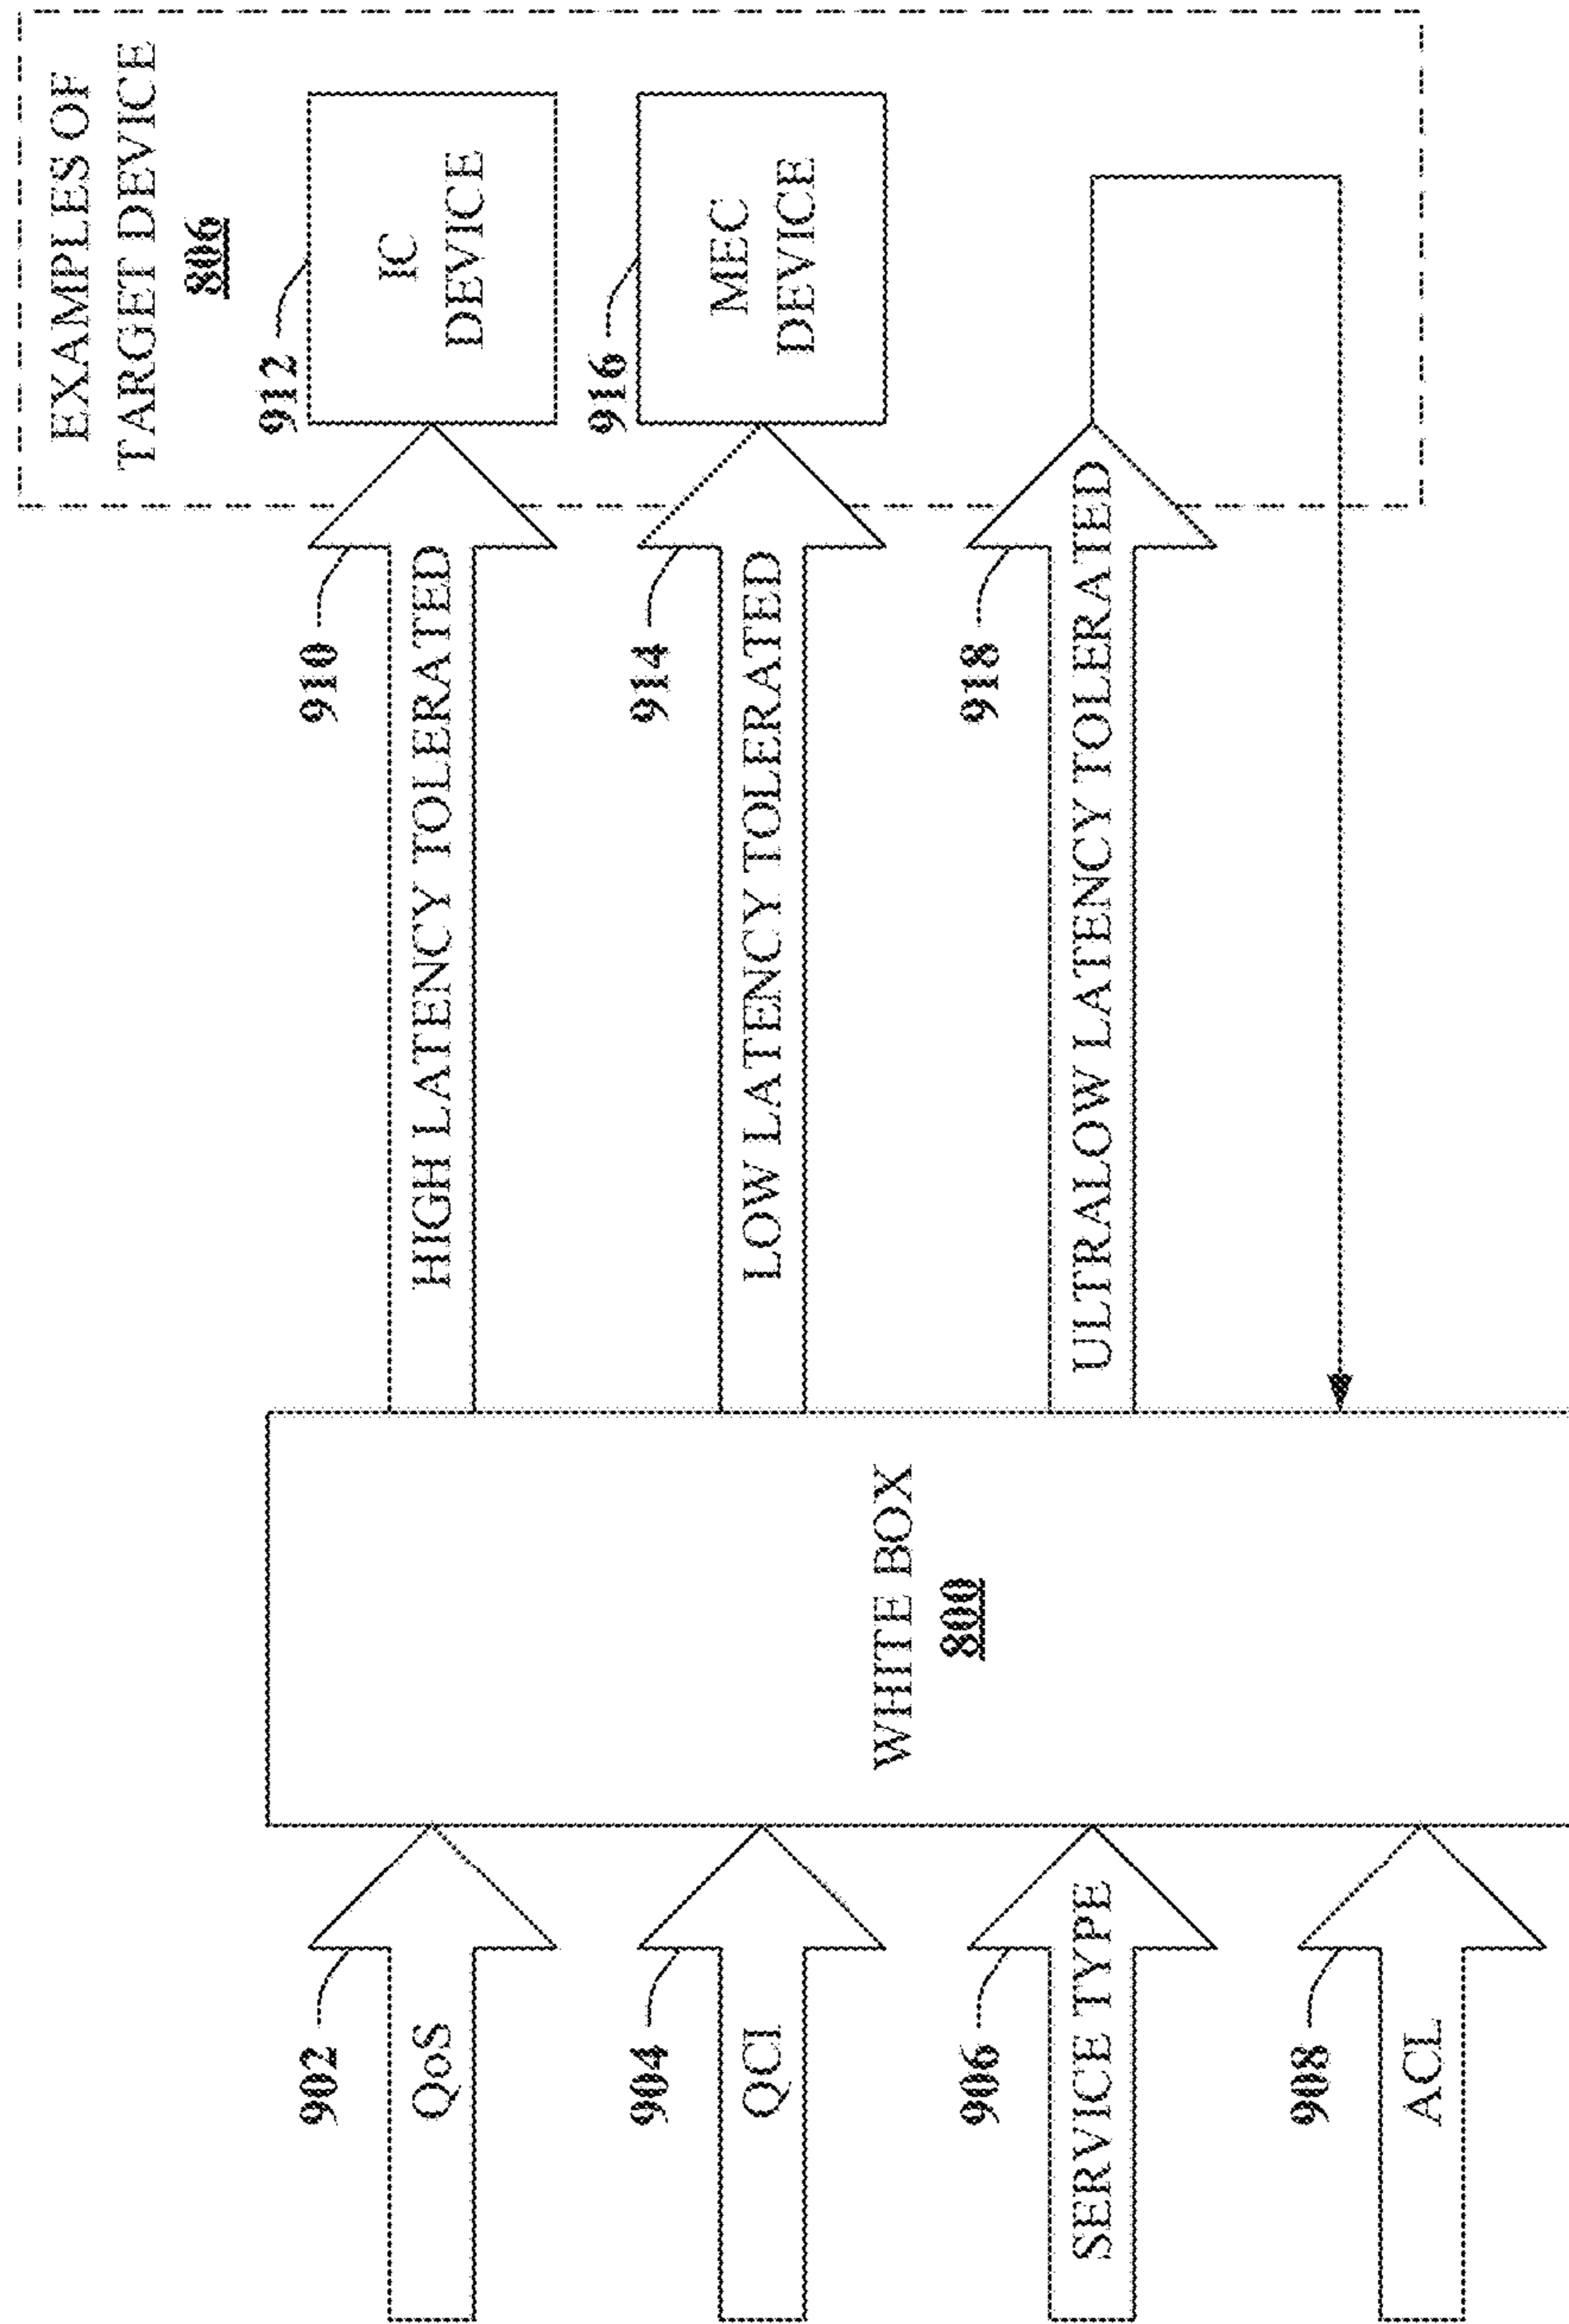 EXAMPLES OF
TARGET DEVICE
806
902
QoS
910
HIGH LATENCY TOLERATED
912
IC
DEVICE
904
QCI
914
LOW LATENCY TOLERATED
916
MEC
DEVICE
WHITE BOX
800
906
SERVICE TYPE
918
ULTRALOW LATENCY TOLERATED
908
ACL